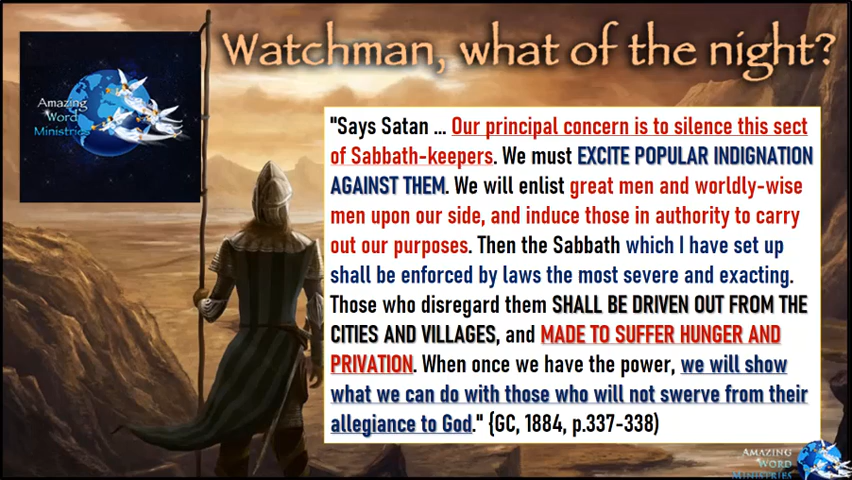 Watchman, what of the night?
Amazing
Word
Ministries
"Says Satan ... Our principal concern is to silence this sect
of Sabbath-keepers. We must EXCITE POPULAR INDIGNATION
AGAINST THEM. We will enlist great men and worldly-wise
men upon our side, and induce those in authority to carry
out our purposes. Then the Sabbath which I have set up
shall be enforced by laws the most severe and exacting.
Those who disregard them SHALL BE DRIVEN OUT FROM THE
CITIES AND VILLAGES, and MADE TO SUFFER HUNGER AND
PRIVATION. When once we have the power, we will show
what we can do with those who will not swerve from their
allegiance to God." {GC, 1884, p.337-338)
AMAZING
WORD
MINISTRIES